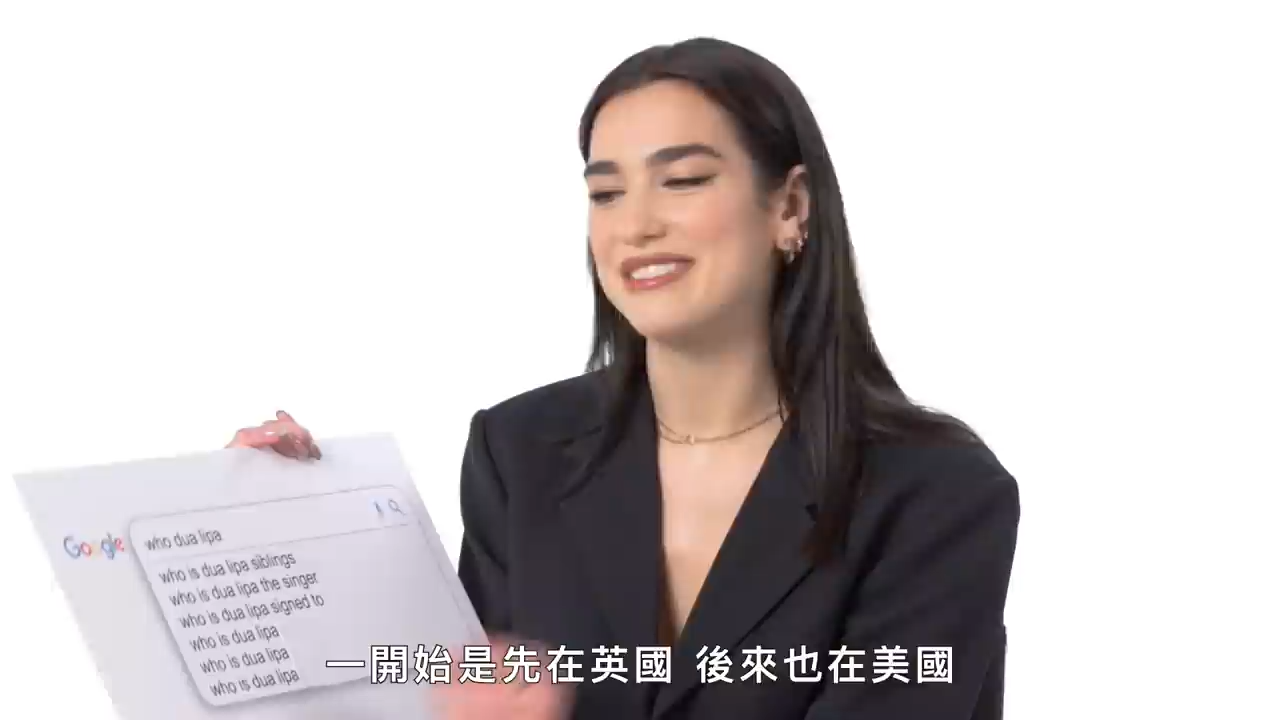 Google
who dua lipa
who is dua lipa siblings
who is dua lipa the singer
who is dua lipa signed to
who is dua lipa
who is dua lipa
who is dua lipa
一開始是先在英國 後來也在美國